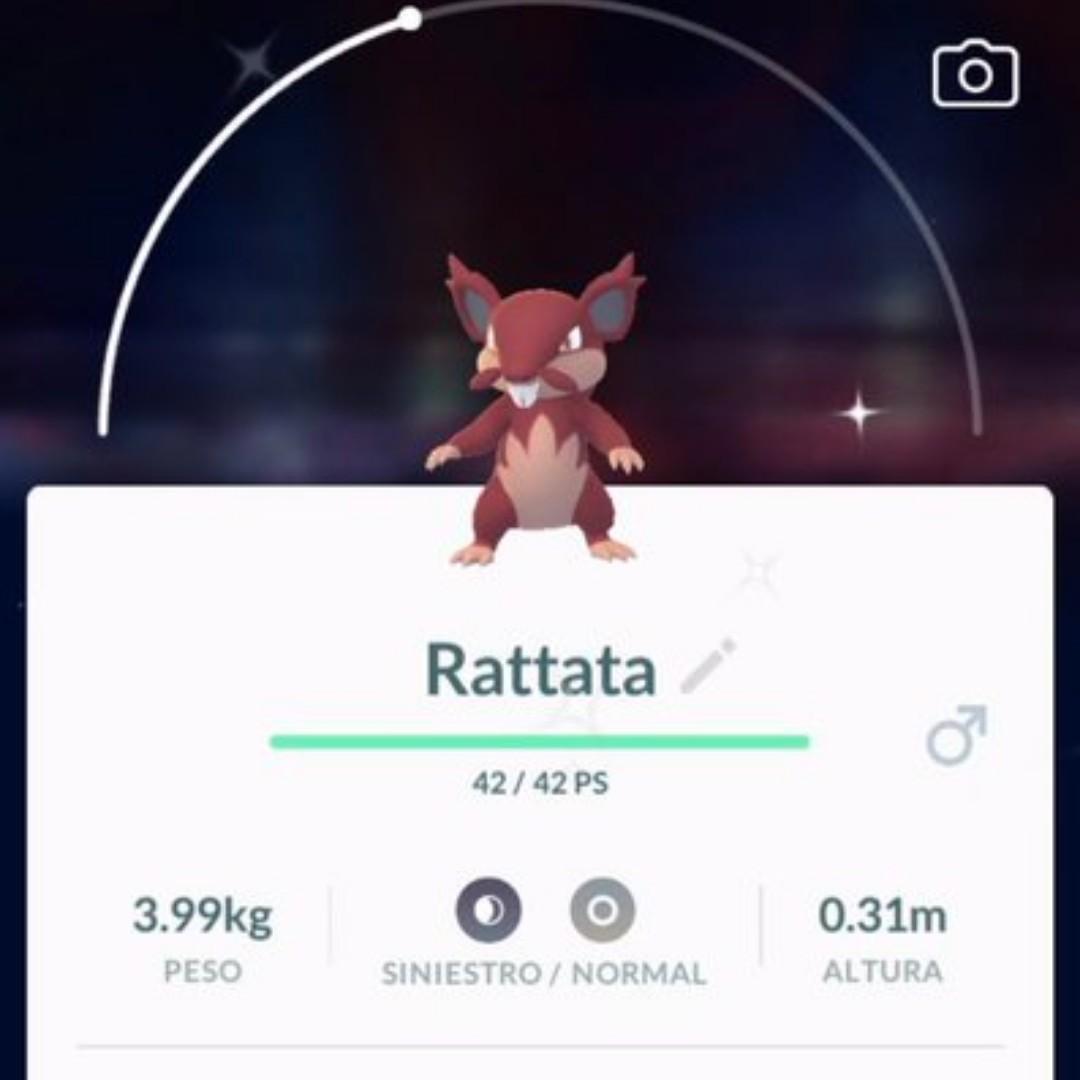 Rattata
42 / 42 PS
3.99kg
PESO
SINIESTRO / NORMAL
0.31m
ALTURA